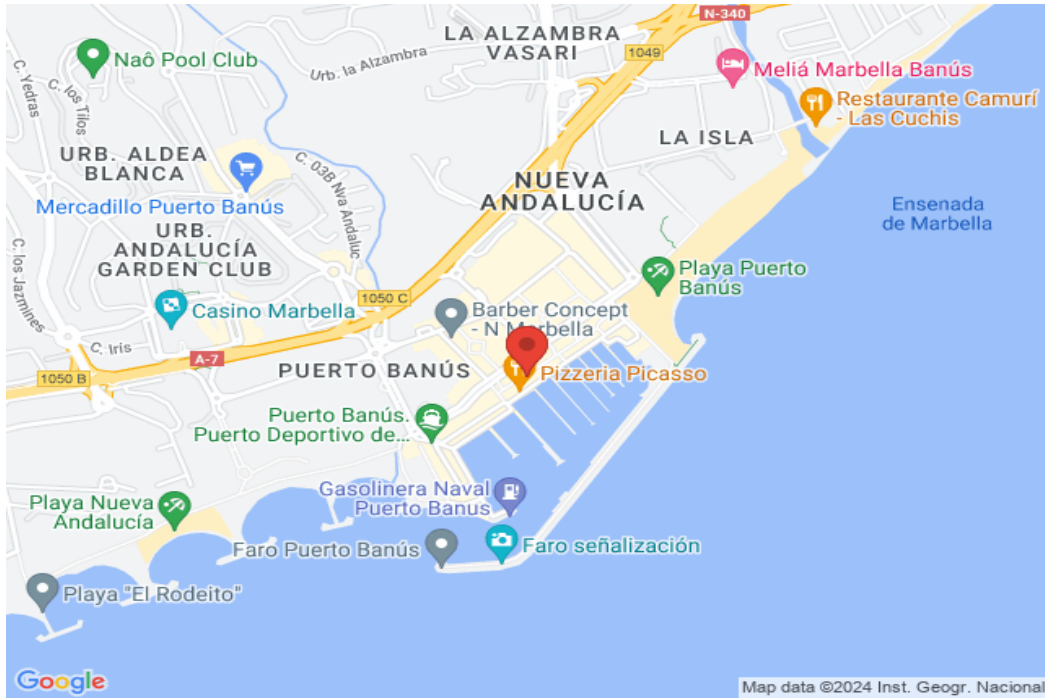 N-340
LA ALZAMBRA
VASARI
1049
Naô Pool Club
Urb. la Alzambra
Meliá Marbella Banús
C. Yedras
C. los Tilos
Restaurante Camurí
- Las Cuchis
LA ISLA
URB. ALDEA
BLANCA
C. 03B Nva Andaluc
NUEVA
ANDALUCÍA
Mercadillo Puerto Banús
Ensenada
de Marbella
URB.
ANDALUCÍA
GARDEN CLUB
C. los Jazmines
Playa Puerto
Banús
1050 C
Casino Marbella
Barber Concept
- N Marbella
C. Iris
A-7
1050 B
PUERTO BANÚS
Pizzeria Picasso
Puerto Banús.
Puerto Deportivo de...
Gasolinera Naval
Puerto Banus
Playa Nueva
Andalucía
Faro Puerto Banús
Faro señalización
Playa "El Rodeito"
Google
Map data ©2024 Inst. Geogr. Nacional